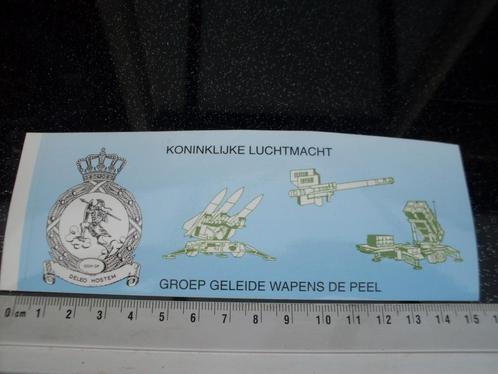 KONINKLIJKE LUCHTMACHT
DELEO HOSTEM
GROEP GELEIDE WAPENS DE PEEL
0 cm 1 2 3 4 5 6 7 8 9 10 11 12 13 14 15